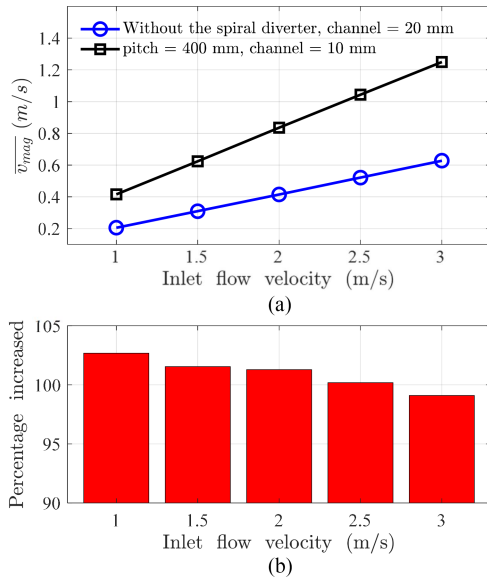 Without the spiral diverter, channel = 20 mm
pitch = 400 mm, channel = 10 mm
1.4
1.2
1
0.8
0.6
0.4
0.2
v_mag (m/s)
1 1.5 2 2.5 3
Inlet flow velocity (m/s)
(a)
105
100
95
90
Percentage increased
1 1.5 2 2.5 3
Inlet flow velocity (m/s)
(b)